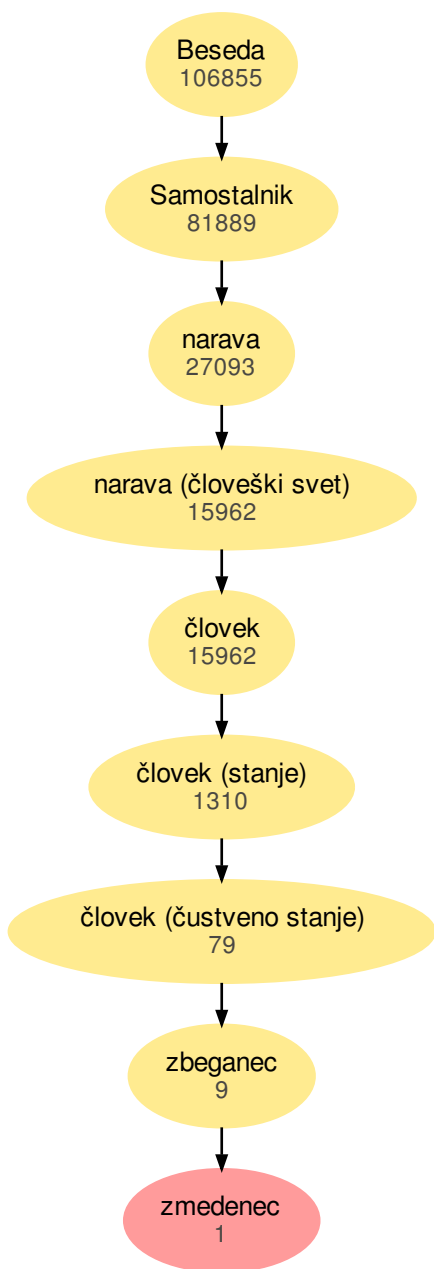 Beseda
106855
Samostalnik
81889
narava
27093
narava (človeški svet)
15962
človek
15962
človek (stanje)
1310
človek (čustveno stanje)
79
zbeganec
9
zmedenec
1